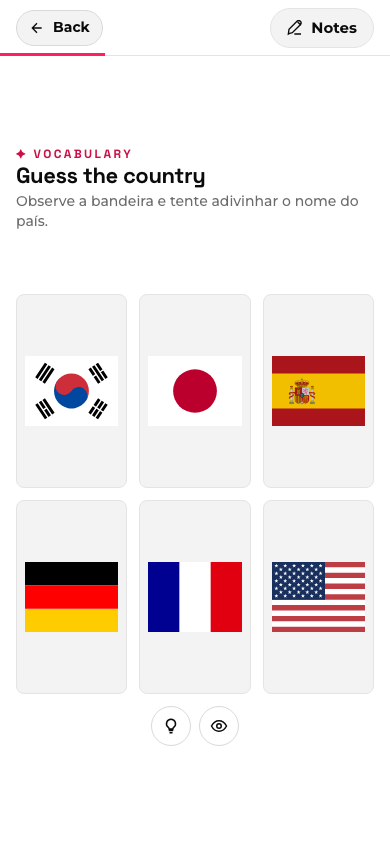 Back
Notes
VOCABULARY
Guess the country
Observe a bandeira e tente adivinhar o nome do
país.